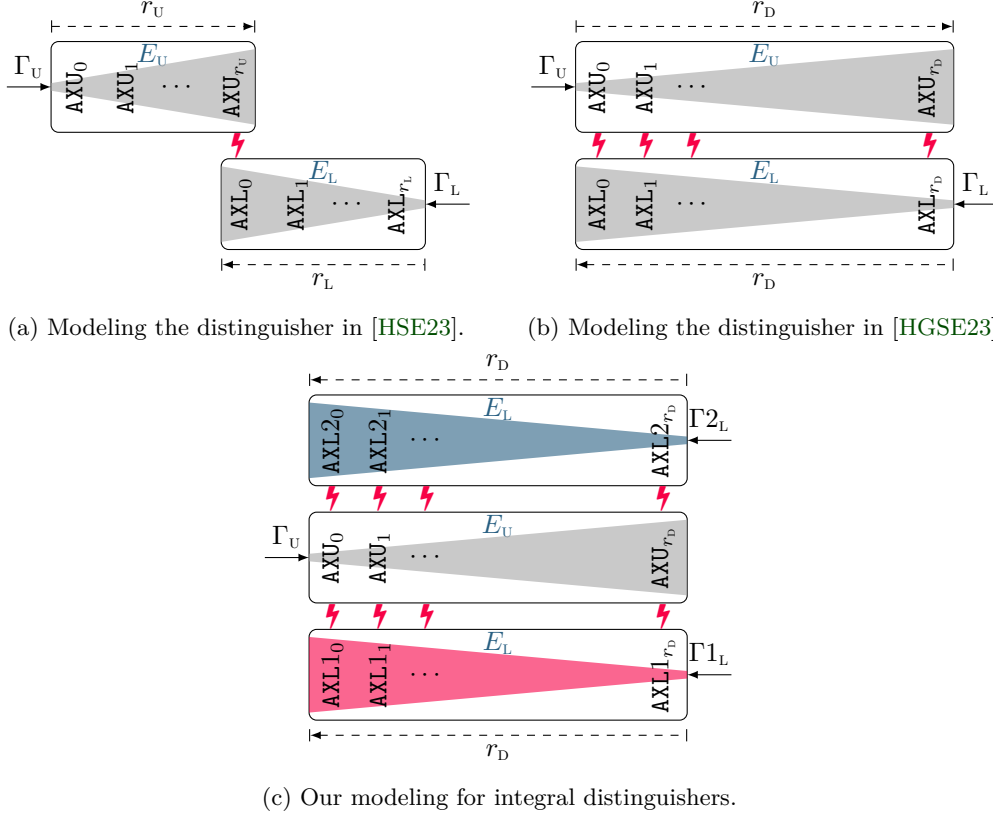 r_U
r_D
E_U
E_U
Γ_U
AXU_0
AXU_1
···
AXU_{r_U}
Γ_U
AXU_0
AXU_1
···
AXU_{r_D}
E_L
E_L
AXL_0
AXL_1
···
AXL_{r_L}
Γ_L
AXL_0
AXL_1
···
AXL_{r_D}
Γ_L
r_L
r_D
(a) Modeling the distinguisher in [HSE23].
(b) Modeling the distinguisher in [HGSE23]
r_D
E_L
AXL2_0
AXL2_1
···
AXL2_{r_D}
Γ2_L
E_U
Γ_U
AXU_0
AXU_1
···
AXU_{r_D}
E_L
AXL1_0
AXL1_1
···
AXL1_{r_D}
Γ1_L
r_D
(c) Our modeling for integral distinguishers.